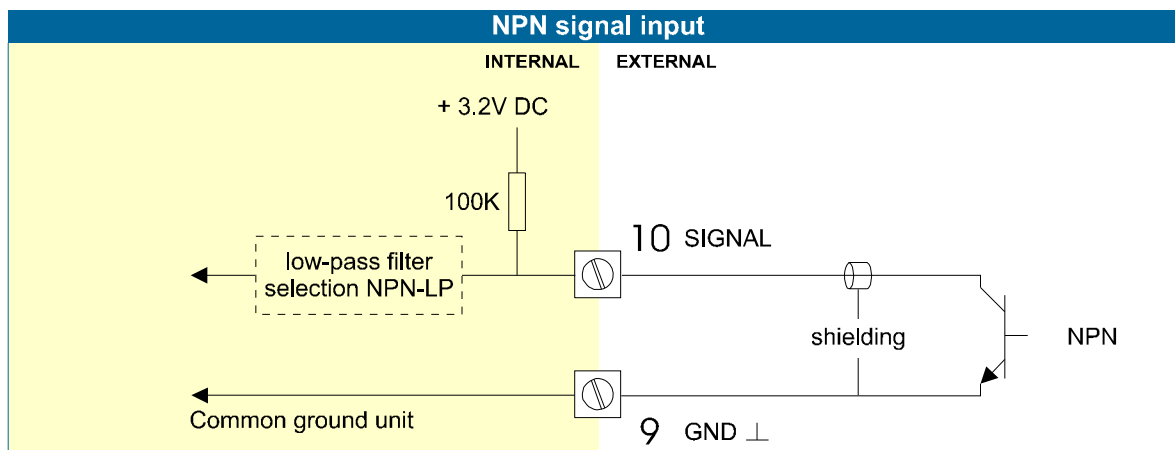 NPN signal input
INTERNAL
EXTERNAL
+ 3.2V DC
100K
10 SIGNAL
low-pass filter
selection NPN-LP
shielding
NPN
Common ground unit
9 GND ⊥